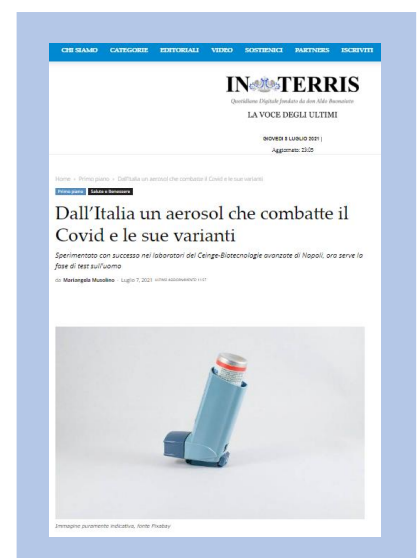 CHI SIAMO CATEGORIE EDITORIALI VIDEO SOSTIENICI PARTNERS ISCRIVITI
IN TERRIS
Quotidiano Digitale fondato da don Aldo Buonaiuto
LA VOCE DEGLI ULTIMI
GIOVEDÌ 8 LUGLIO 2021 |
Aggiornato: 23:05
Home › Primo piano › Dall'Italia un aerosol che combatte il Covid e le sue varianti
Primo piano Salute e Benessere
Dall'Italia un aerosol che combatte il
Covid e le sue varianti
Sperimentato con successo nei laboratori del Ceinge-Biotecnologie avanzate di Napoli, ora serve la
fase di test sull'uomo
da Mariangela Musolino - Luglio 7, 2021
Immagine puramente indicativa, fonte Pixabay